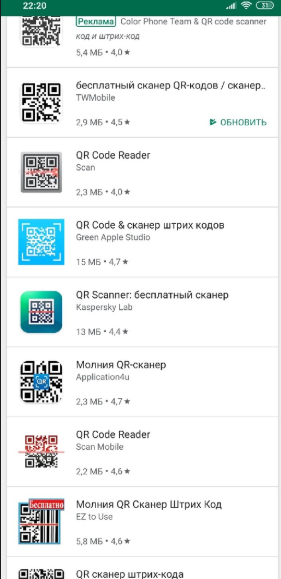 22:20
31
Реклама Color Phone Team & QR code scanner
код и штрих-код
5,4 МБ • 4,0 ★
бесплатный сканер QR-кодов / сканер..
TWMobile
2,9 МБ • 4,5 ★
ОБНОВИТЬ
QR Code Reader
Scan
2,3 МБ • 4,0 ★
QR Code & сканер штрих кодов
Green Apple Studio
15 МБ • 4,7 ★
QR Scanner: бесплатный сканер
Kaspersky Lab
13 МБ • 4,4 ★
QR
Молния QR-сканер
Application4u
2,3 МБ • 4,7 ★
QR Code Reader
Scan Mobile
2,2 МБ • 4,6 ★
Бесплатно
Молния QR Сканер Штрих Код
EZ to Use
5,8 МБ • 4,6 ★
QR сканер штрих-кода